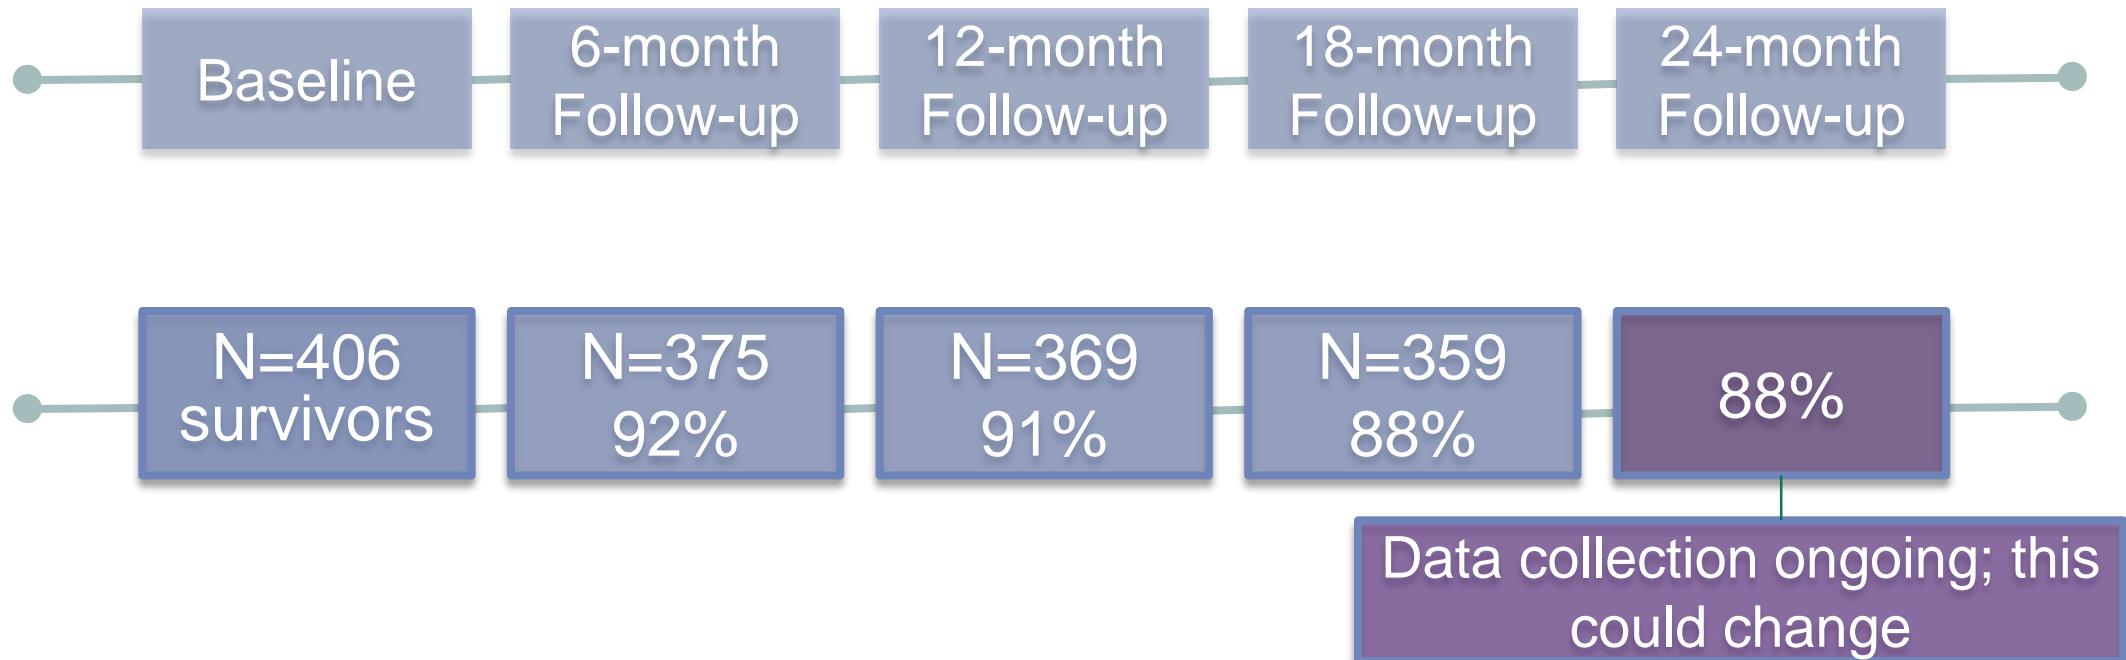 Baseline
6-month
Follow-up
12-month
Follow-up
18-month
Follow-up
24-month
Follow-up
N=406
survivors
N=375
92%
N=369
91%
N=359
88%
88%
Data collection ongoing; this
could change